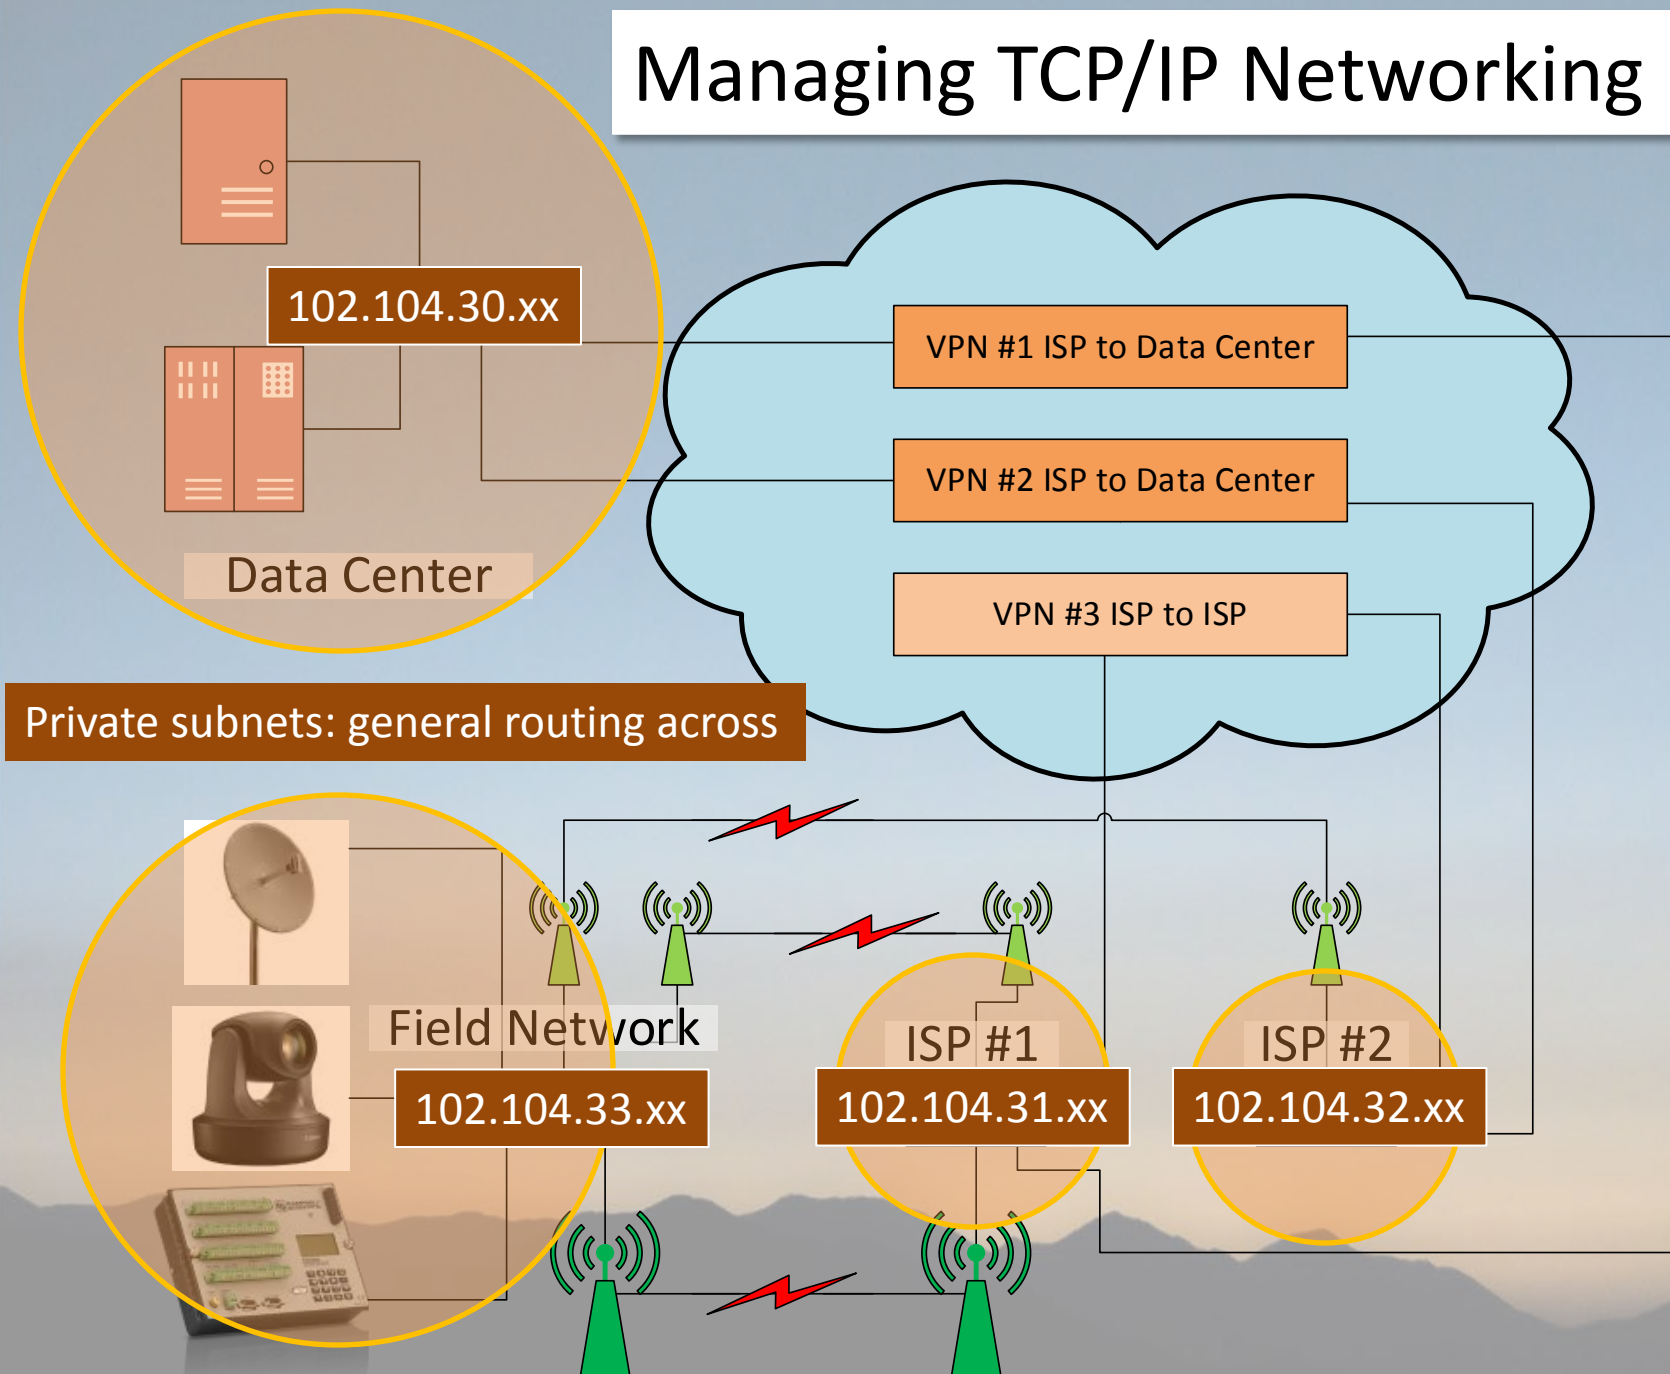 Managing TCP/IP Networking
102.104.30.xx
VPN #1 ISP to Data Center
VPN #2 ISP to Data Center
Data Center
VPN #3 ISP to ISP
Private subnets: general routing across
Field Network
ISP #1
ISP #2
102.104.33.xx
102.104.31.xx
102.104.32.xx